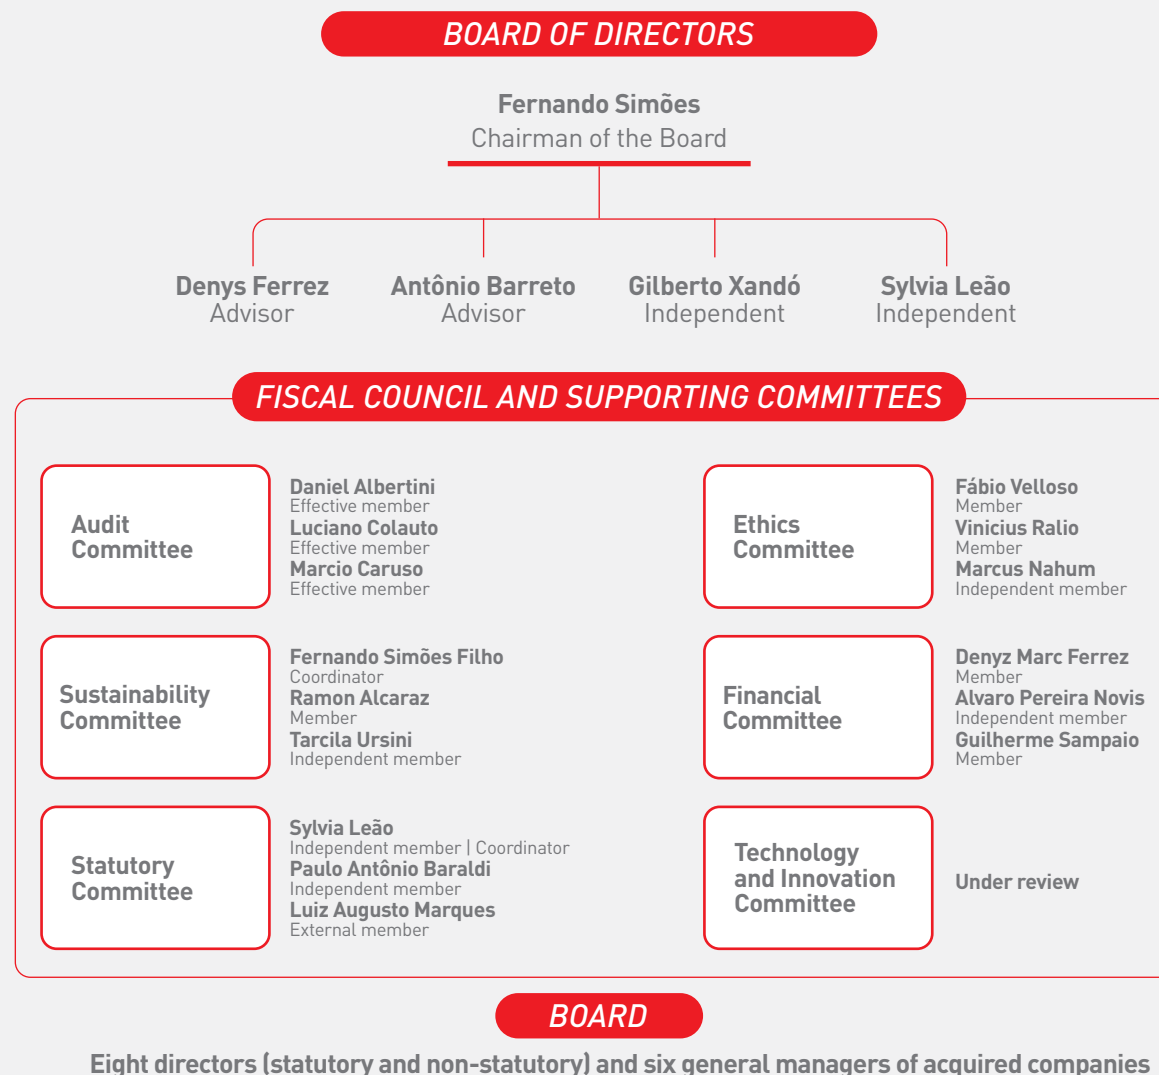 BOARD OF DIRECTORS
Fernando Simões
Chairman of the Board
Denys Ferrez
Advisor
Antônio Barreto
Advisor
Gilberto Xandó
Independent
Sylvia Leão
Independent
FISCAL COUNCIL AND SUPPORTING COMMITTEES
Audit
Committee
Daniel Albertini
Effective member
Luciano Colauto
Effective member
Marcio Caruso
Effective member
Ethics
Committee
Fábio Velloso
Member
Vinicius Ralio
Member
Marcus Nahum
Independent member
Sustainability
Committee
Fernando Simões Filho
Coordinator
Ramon Alcaraz
Member
Tarcila Ursini
Independent member
Financial
Committee
Denyz Marc Ferrez
Member
Alvaro Pereira Novis
Independent member
Guilherme Sampaio
Member
Statutory
Committee
Sylvia Leão
Independent member | Coordinator
Paulo Antônio Baraldi
Independent member
Luiz Augusto Marques
External member
Technology
and Innovation
Committee
Under review
BOARD
Eight directors (statutory and non-statutory) and six general managers of acquired companies